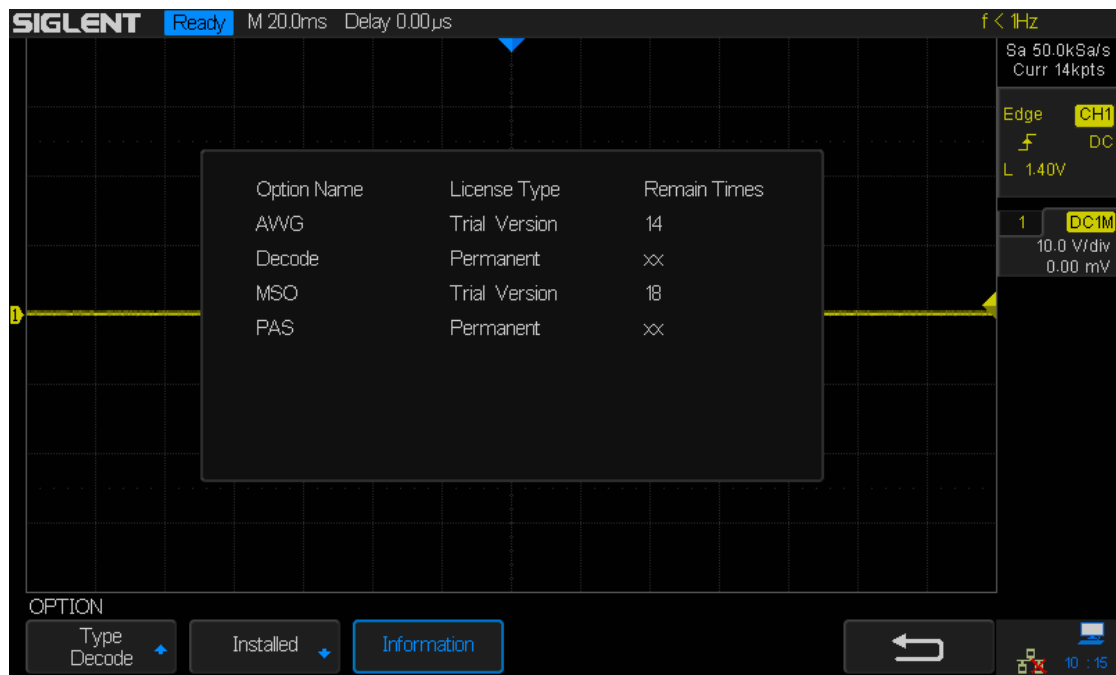 SIGLENT Ready M 20.0ms Delay 0.00µs f < 1Hz
Sa 50.0kSa/s
Curr 14kpts
Edge CH1
DC
L 1.40V
1 DC1M
10.0 V/div
0.00 mV
Option Name License Type Remain Times
AWG Trial Version 14
Decode Permanent xx
MSO Trial Version 18
PAS Permanent xx
1
OPTION
Type
Decode
Installed
Information
10 : 15